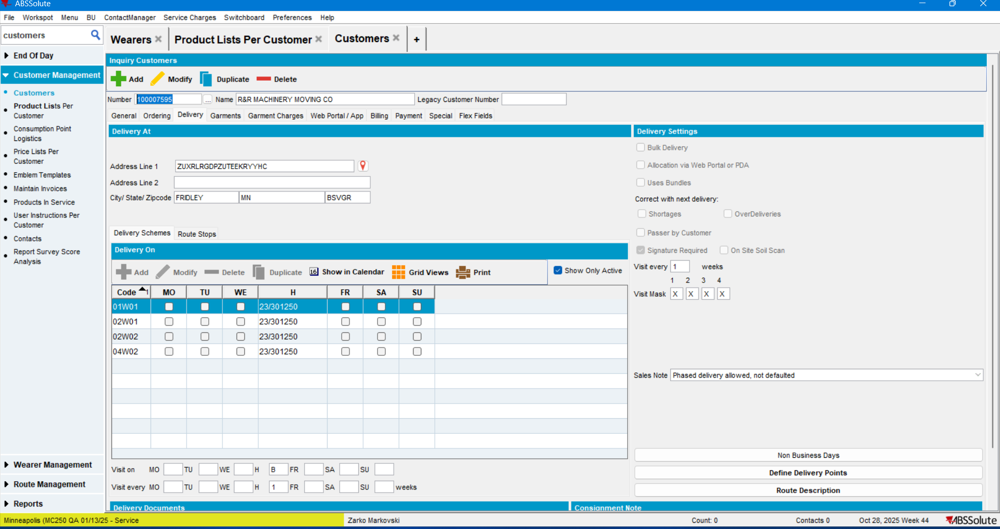 ABSSolute
File Workspot Menu BU ContactManager Service Charges Switchboard Preferences Help
customers
Wearers
Product Lists Per Customer
Customers
+
End Of Day
Customer Management
Customers
Product Lists Per
Customer
Consumption Point
Logistics
Price Lists Per
Customer
Emblem Templates
Maintain Invoices
Products In Service
User Instructions Per
Customer
Contacts
Report Survey Score
Analysis
Wearer Management
Route Management
Reports
Inquiry Customers
Add Modify Duplicate Delete
Number 100007595 ... Name R&R MACHINERY MOVING CO Legacy Customer Number
General Ordering Delivery Garments Garment Charges Web Portal / App Billing Payment Special Flex Fields
Delivery At
Address Line 1 ZUXRLRGDPZUTEEKRYYHC
Address Line 2
City/ State/ Zipcode FRIDLEY MN BSVGR
Delivery Schemes Route Stops
Delivery On
Add Modify Delete Duplicate 16 Show in Calendar Grid Views Print Show Only Active
Code 1 MO TU WE H FR SA SU
01W01 23/301250
02W01 23/301250
02W02 23/301250
04W02 23/301250
Visit on MO TU WE H B FR SA SU
Visit every MO TU WE H 1 FR SA SU weeks
Delivery Documents
Delivery Settings
Bulk Delivery
Allocation via Web Portal or PDA
Uses Bundles
Correct with next delivery:
Shortages OverDeliveries
Passer by Customer
Signature Required On Site Soil Scan
Visit every 1 weeks
1 2 3 4
Visit Mask X X X X
Sales Note Phased delivery allowed, not defaulted
Non Business Days
Define Delivery Points
Route Description
Consignment Note
Minneapolis (MC250 QA 01/13/25 - Service Zarko Markovski Count: 0 Contacts 0 Oct 28, 2025 Week 44 ABSSolute